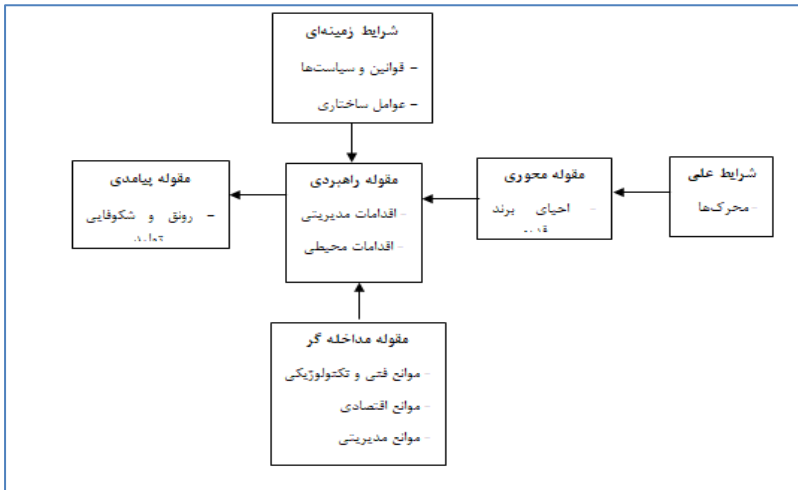 شرایط زمینه‌ای
- قوانین و سیاست‌ها
- عوامل ساختاری
شرایط علی
- محرک‌ها
مقوله محوری
- احیای برند
مقوله راهبردی
- اقدامات مدیریتی
- اقدامات محیطی
مقوله پیامدی
- رونق و شکوفایی
تولید
مقوله مداخله گر
- موانع فنی و تکنولوژیکی
- موانع اقتصادی
- موانع مدیریتی